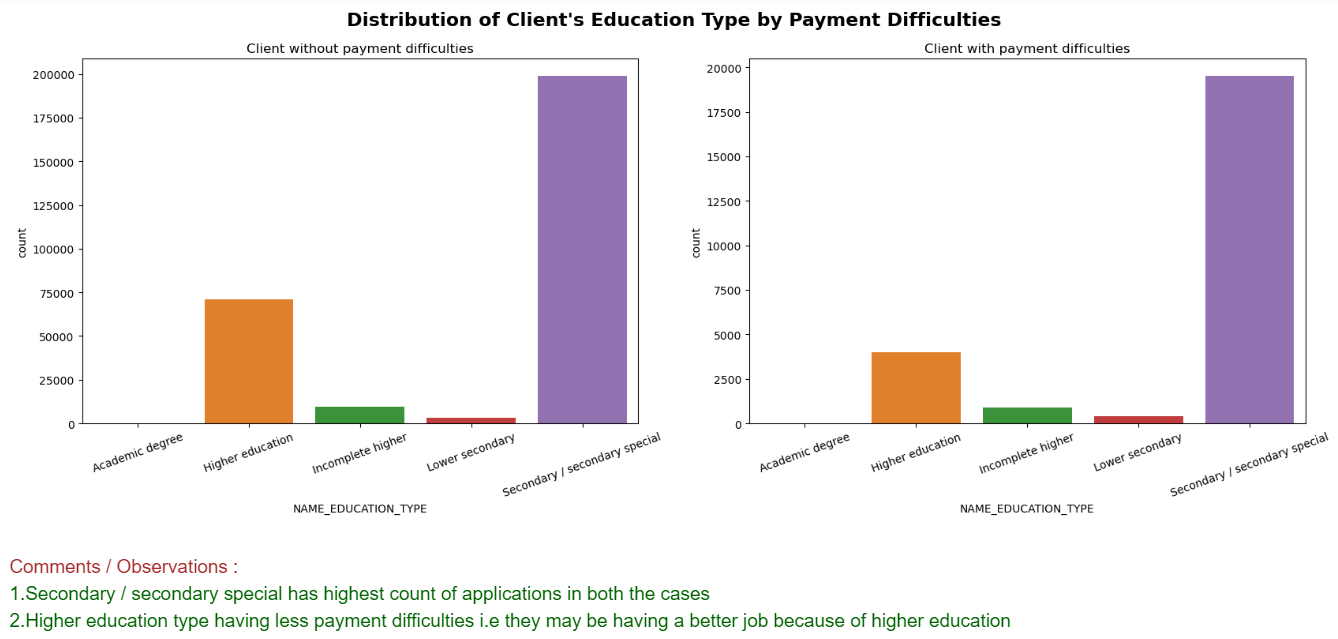 Distribution of Client's Education Type by Payment Difficulties
Client without payment difficulties
200000
175000
150000
125000
100000
75000
50000
25000
0
count
Academic degree
Higher education
Incomplete higher
Lower secondary
Secondary / secondary special
NAME_EDUCATION_TYPE
Client with payment difficulties
20000
17500
15000
12500
10000
7500
5000
2500
0
count
Academic degree
Higher education
Incomplete higher
Lower secondary
Secondary / secondary special
NAME_EDUCATION_TYPE
Comments / Observations :
1.Secondary / secondary special has highest count of applications in both the cases
2.Higher education type having less payment difficulties i.e they may be having a better job because of higher education